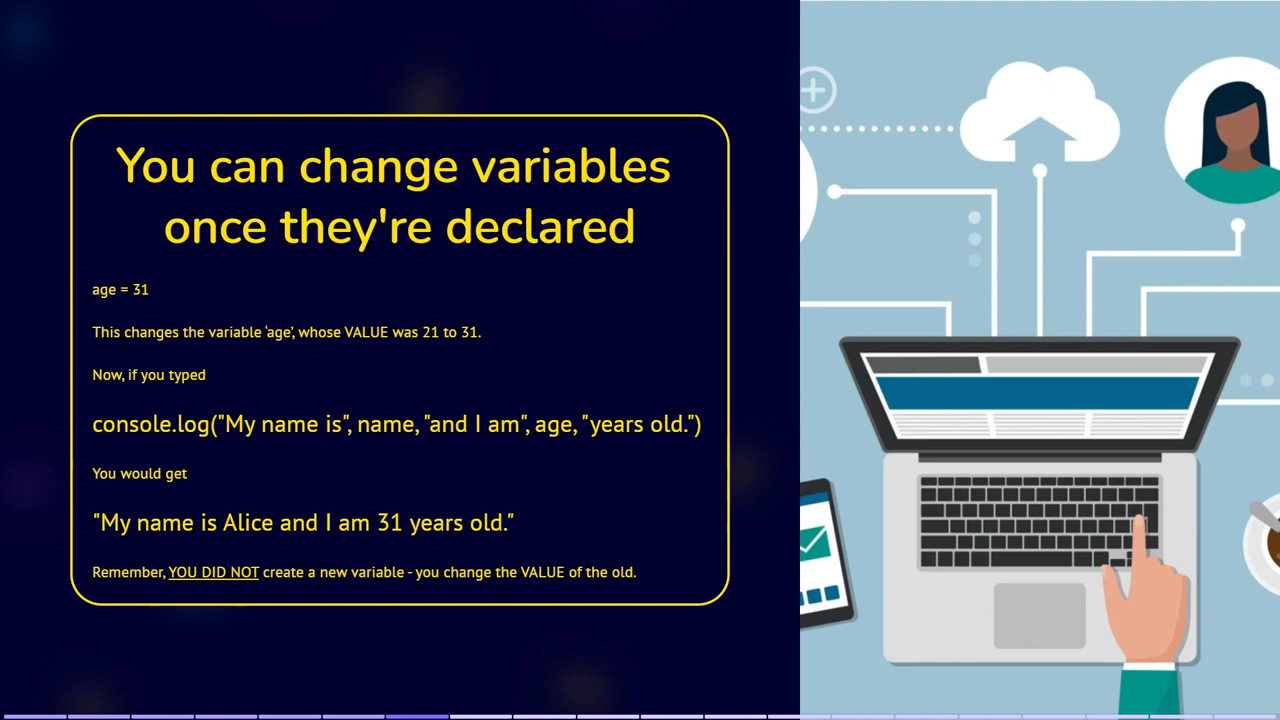 You can change variables
once they're declared
age = 31
This changes the variable 'age', whose VALUE was 21 to 31.
Now, if you typed
console.log("My name is", name, "and I am", age, "years old.")
You would get
"My name is Alice and I am 31 years old."
Remember, YOU DID NOT create a new variable - you change the VALUE of the old.